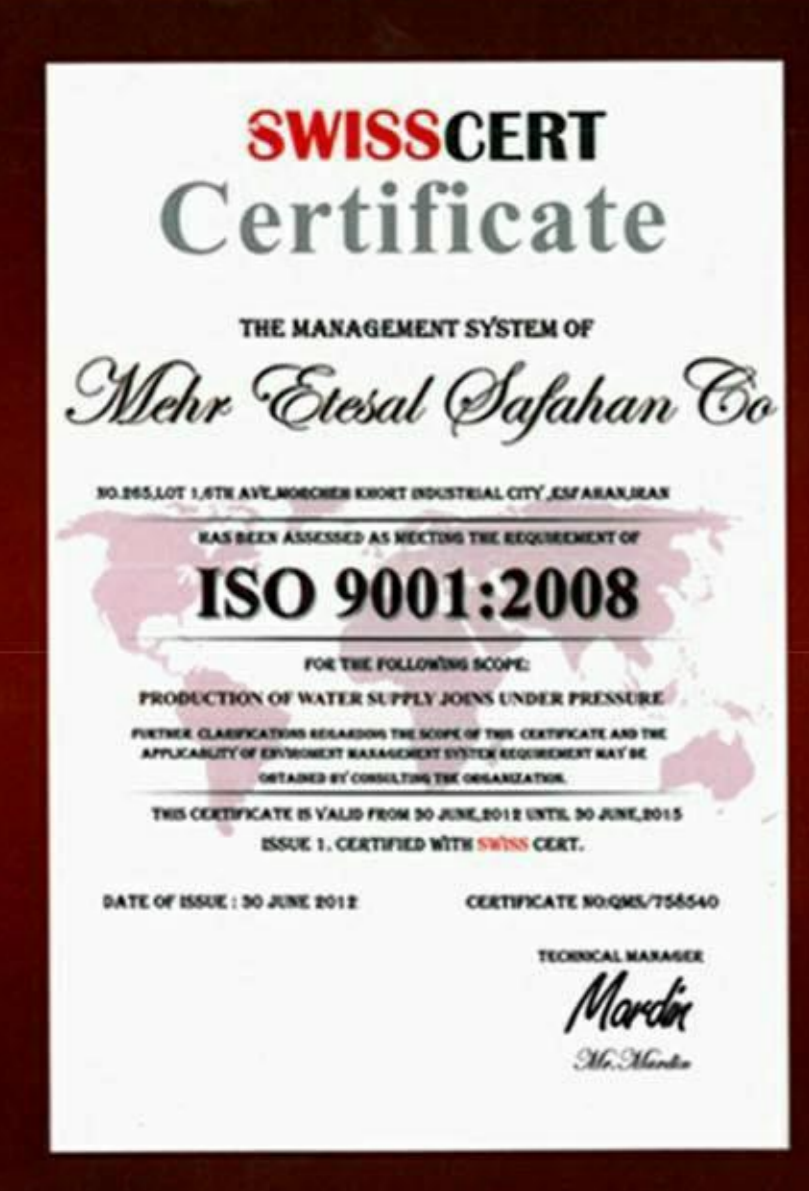 SWISSCERT
Certificate
THE MANAGEMENT SYSTEM OF
Mehr Etesal Safahan Co
NO.265,LOT 1,6TH AVE,MORCHEH KHORT INDUSTRIAL CITY ,ESFAHAN,IRAN
HAS BEEN ASSESSED AS MEETING THE REQUIREMENT OF
ISO 9001:2008
FOR THE FOLLOWING SCOPE:
PRODUCTION OF WATER SUPPLY JOINS UNDER PRESSURE
FURTHER CLARIFICATIONS REGARDING THE SCOPE OF THIS CERTIFICATE AND THE
APPLICABLITY OF ENVIROMENT MANAGEMENT SYSTEM REQUIREMENT MAY BE
OBTAINED BY CONSULTING THE ORGANIZATION.
THIS CERTIFICATE IS VALID FROM 30 JUNE,2012 UNTIL 30 JUNE,2015
ISSUE 1. CERTIFIED WITH SWISS CERT.
DATE OF ISSUE : 30 JUNE 2012
CERTIFICATE NO:QMS/758540
TECHNICAL MANAGER
Mardin
Mr.Mardin